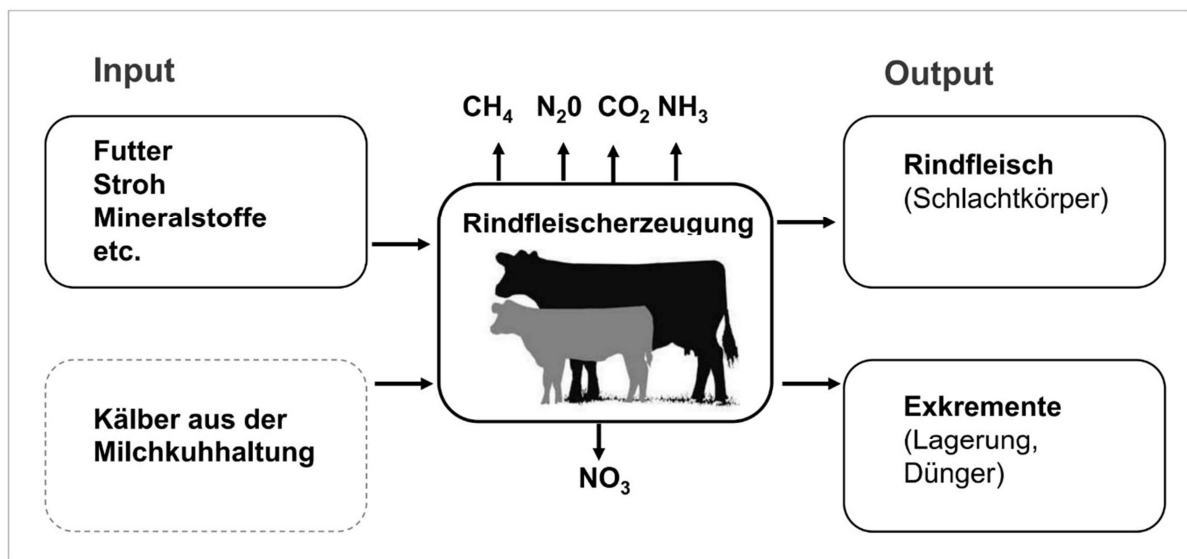 Input
Output
CH₄ N₂0 CO₂ NH₃
Futter
Stroh
Mineralstoffe
etc.
Rindfleischerzeugung
Rindfleisch
(Schlachtkörper)
Kälber aus der
Milchkuhhaltung
NO₃
Exkremente
(Lagerung,
Dünger)